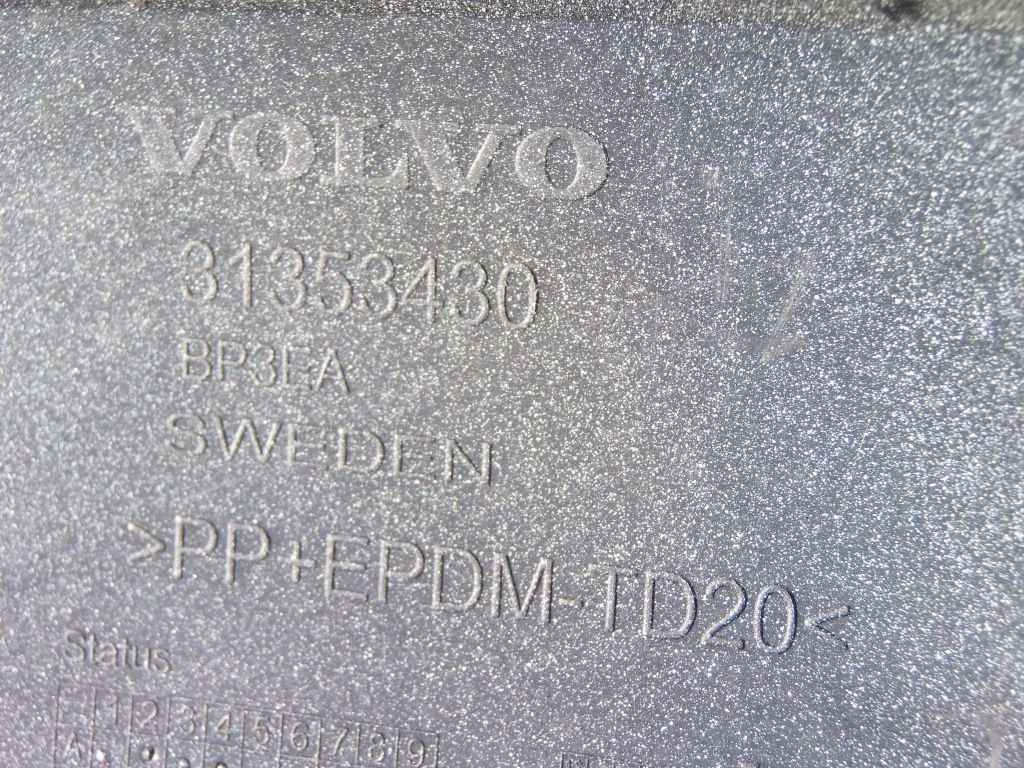 VOLVO
31353430
BP3EA
SWEDEN
>PP+EPDM-TD20<
Status
1 2 3 4 5 6 7 8 9
A